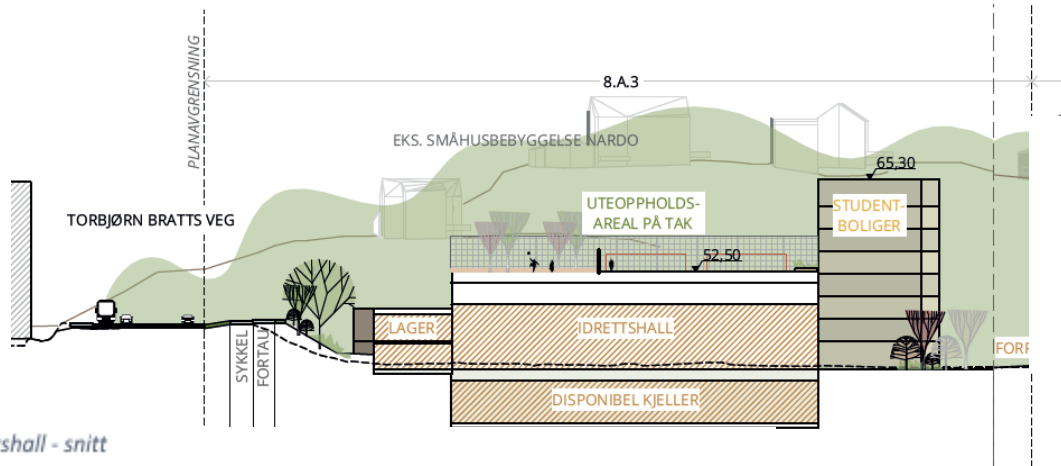 PLANAVGRENSNING
8.A.3
EKS. SMÅHUSBEBYGGELSE NARDO
65,30
TORBJØRN BRATTS VEG
UTEOPPHOLDS-
AREAL PÅ TAK
STUDENT-
BOLIGER
52,50
LAGER
IDRETTSHALL
SYKKEL
FORTAU
DISPONIBEL KJELLER
shall - snitt